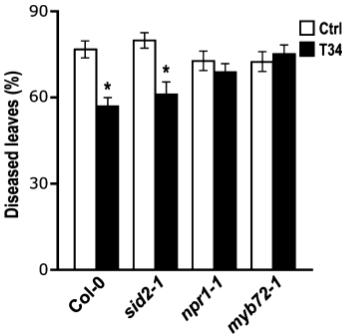 90
60
30
0
Diseased leaves (%)
Ctrl
T34
*
*
Col-0
sid2-1
npr1-1
myb72-1